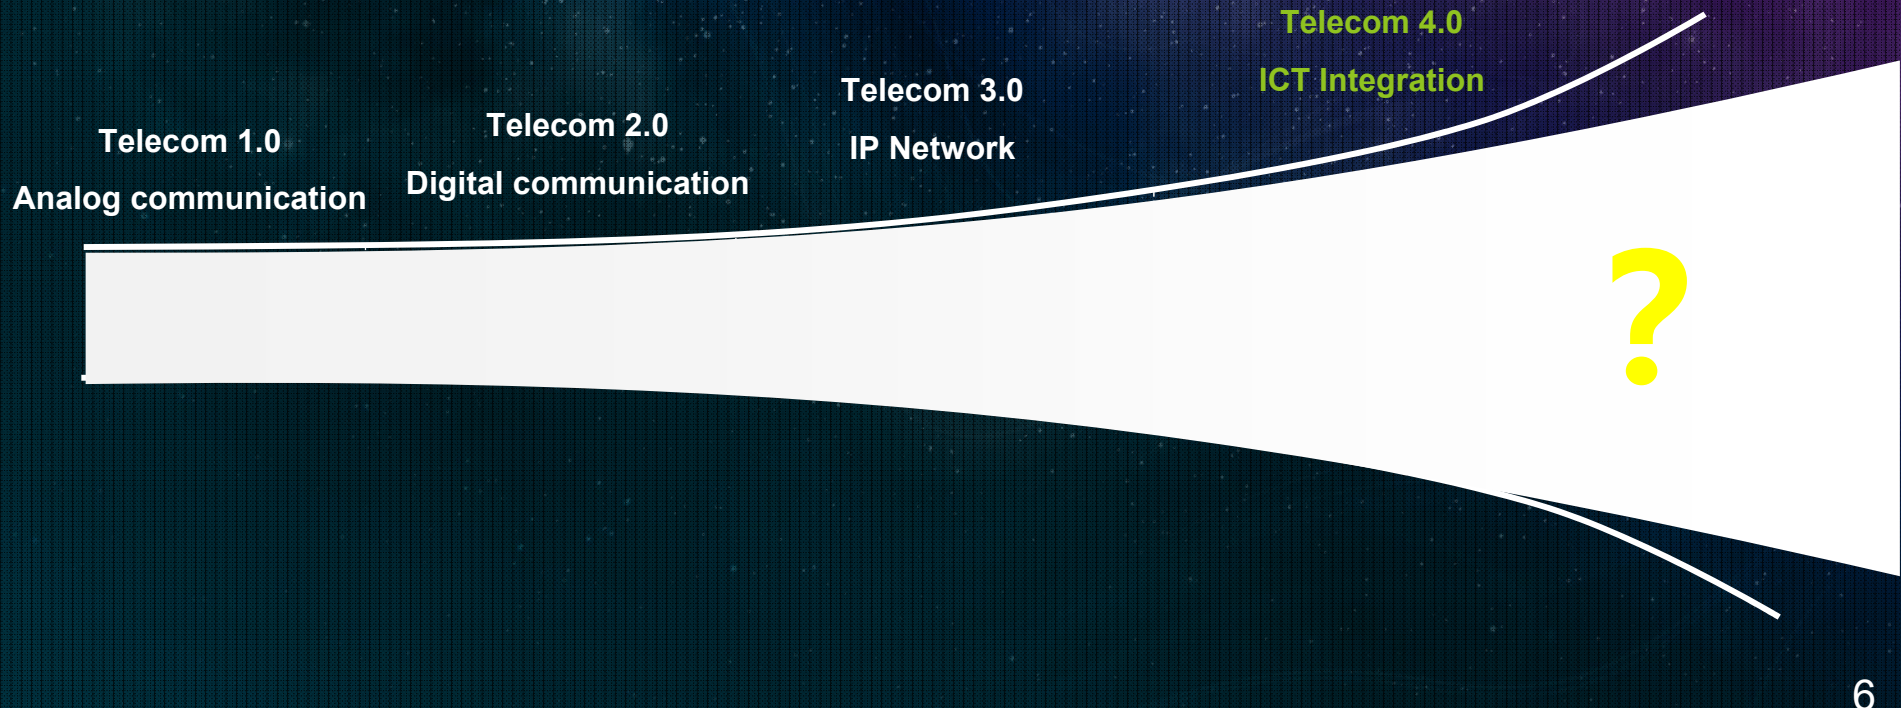 Telecom 1.0
Analog communication
Telecom 2.0
Digital communication
Telecom 3.0
IP Network
Telecom 4.0
ICT Integration
?
6